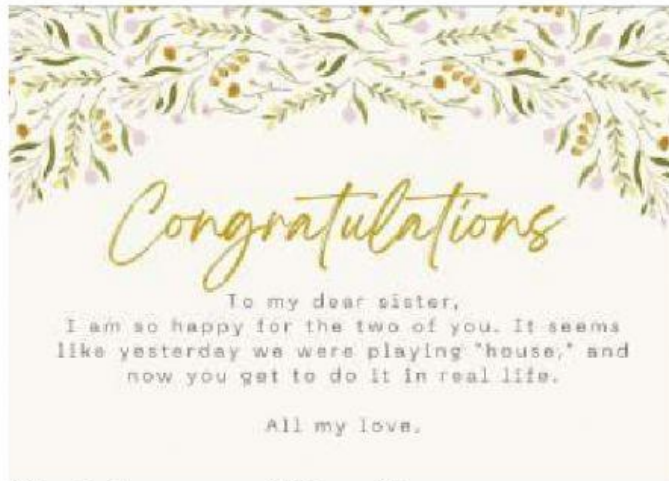 Congratulations
To my dear sister,
I am so happy for the two of you. It seems
like yesterday we were playing "house," and
now you get to do it in real life.
All my love,